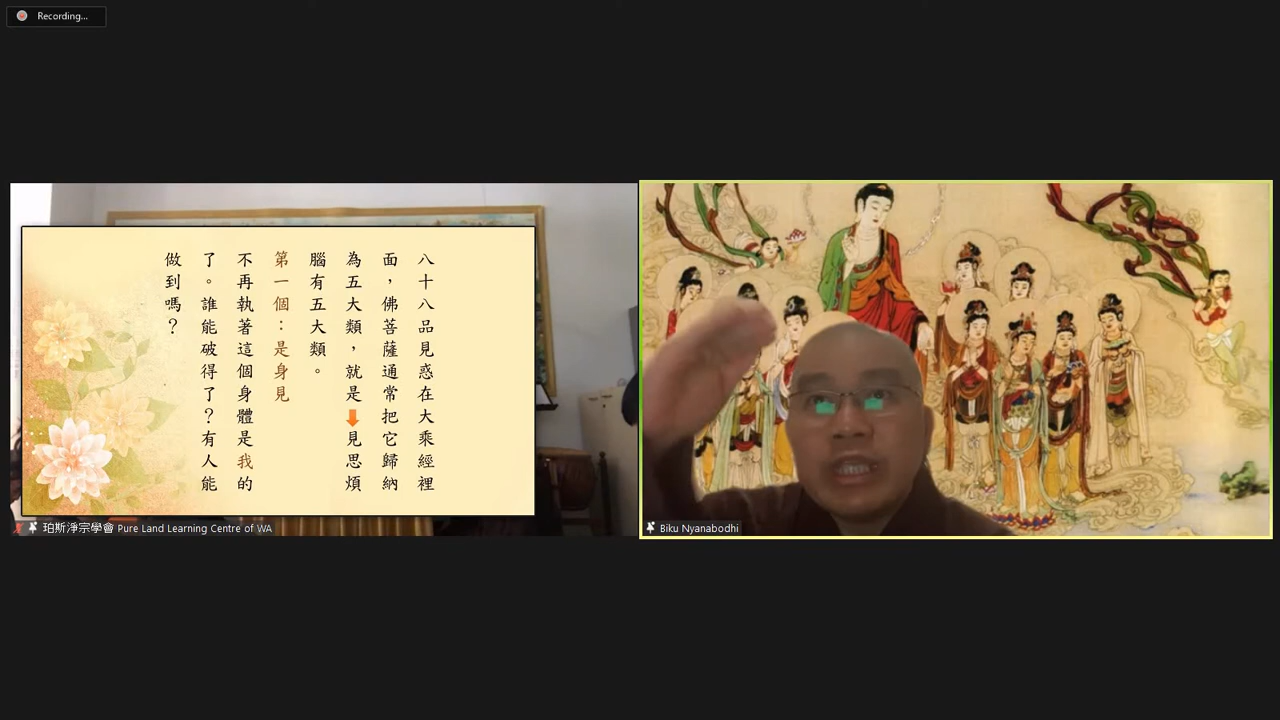 Recording...
八十八品見惑在大乘經裡
面，佛菩薩通常把它歸納
為五大類，就是見思煩
腦有五大類。
第一個：是身見
不再執著這個身體是我的
了。誰能破得了？有人能
做到嗎？
珀斯淨宗學會 Pure Land Learning Centre of WA
Biku Nyanabodhi